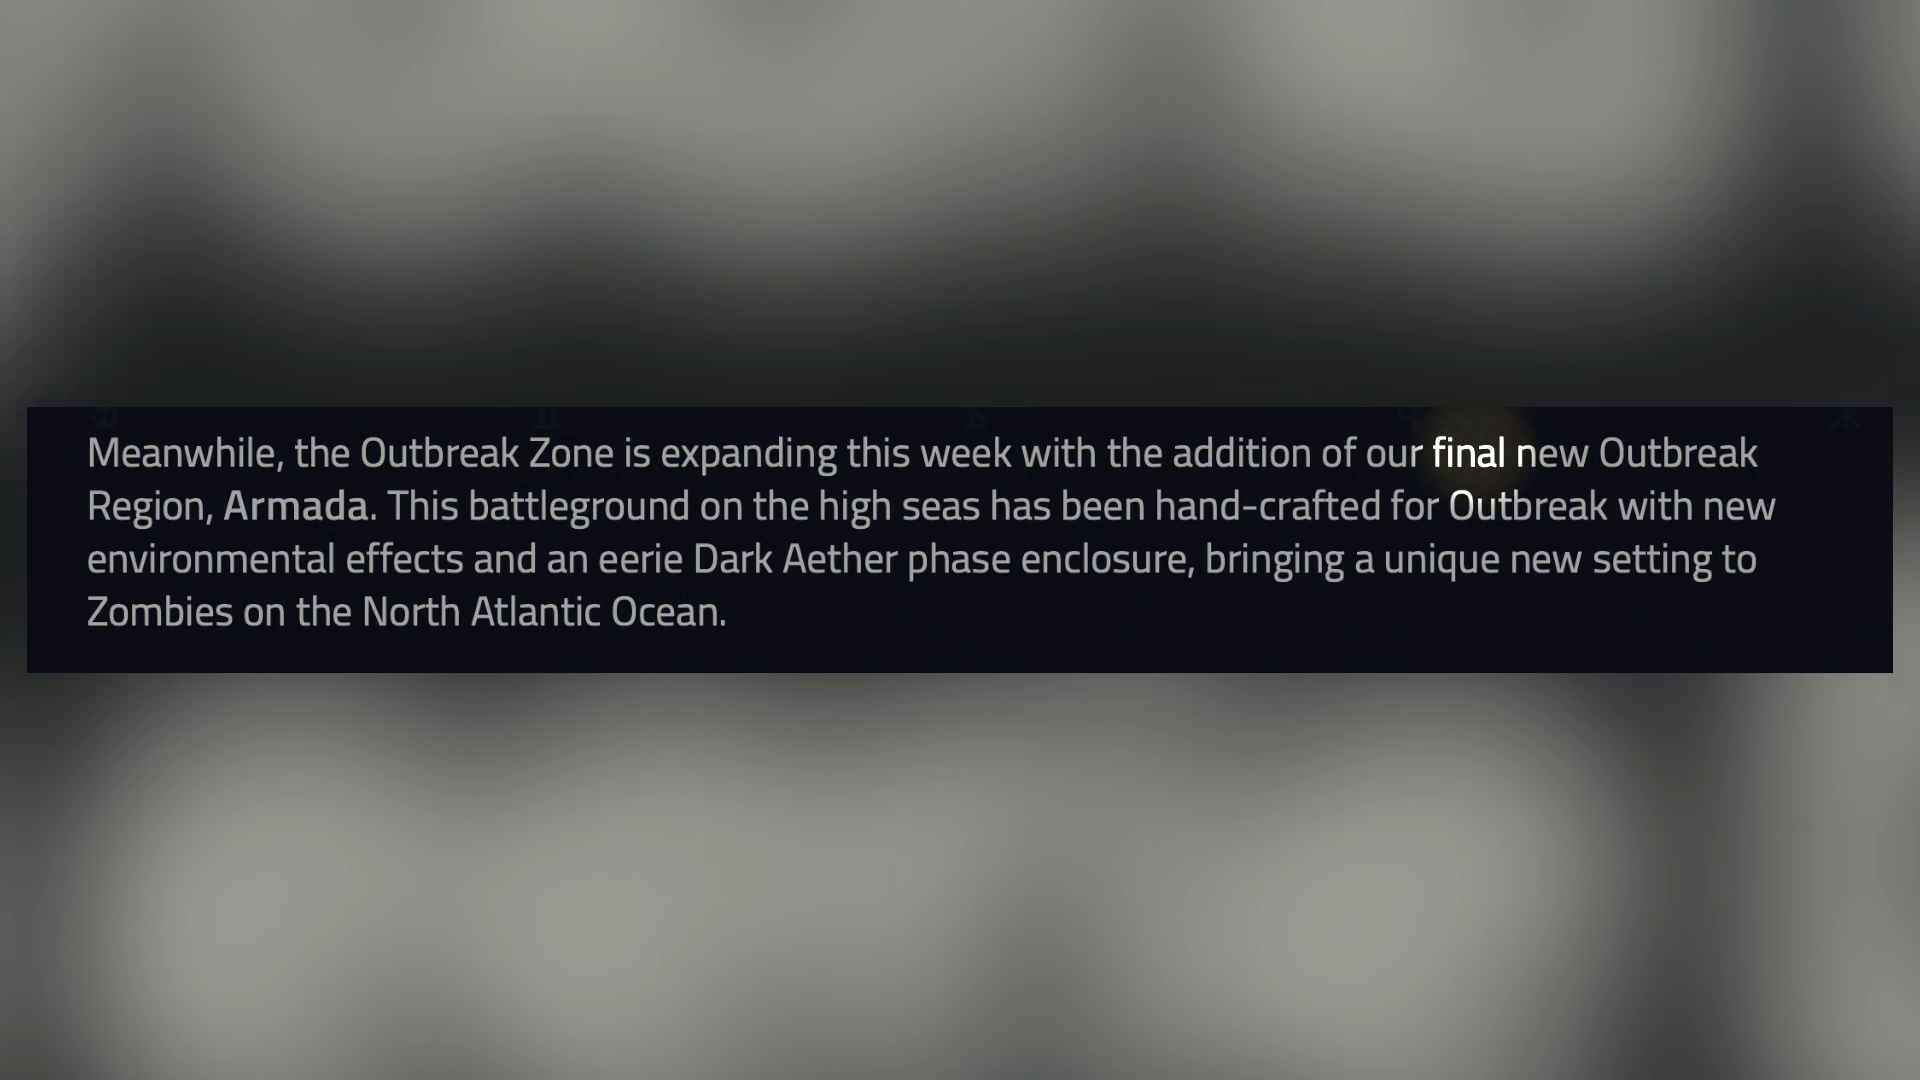 Meanwhile, the Outbreak Zone is expanding this week with the addition of our final new Outbreak
Region, Armada. This battleground on the high seas has been hand-crafted for Outbreak with new
environmental effects and an eerie Dark Aether phase enclosure, bringing a unique new setting to
Zombies on the North Atlantic Ocean.